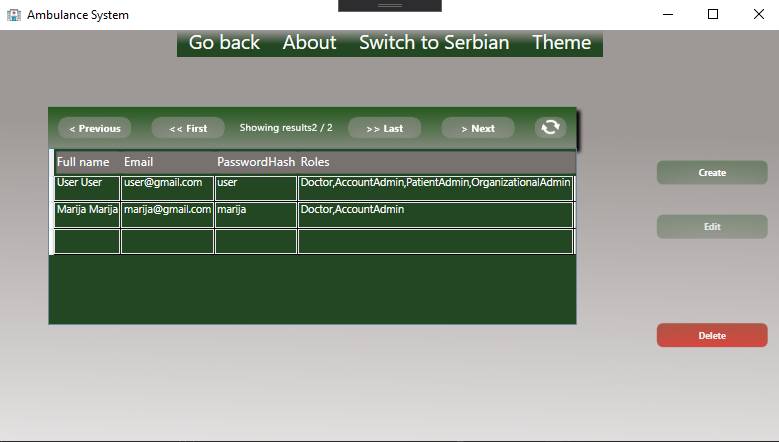 Ambulance System
Go back About Switch to Serbian Theme
< Previous << First Showing results2 / 2 >> Last > Next
Full name Email PasswordHash Roles
User User user@gmail.com user Doctor,AccountAdmin,PatientAdmin,OrganizationalAdmin
Marija Marija marija@gmail.com marija Doctor,AccountAdmin
Create
Edit
Delete